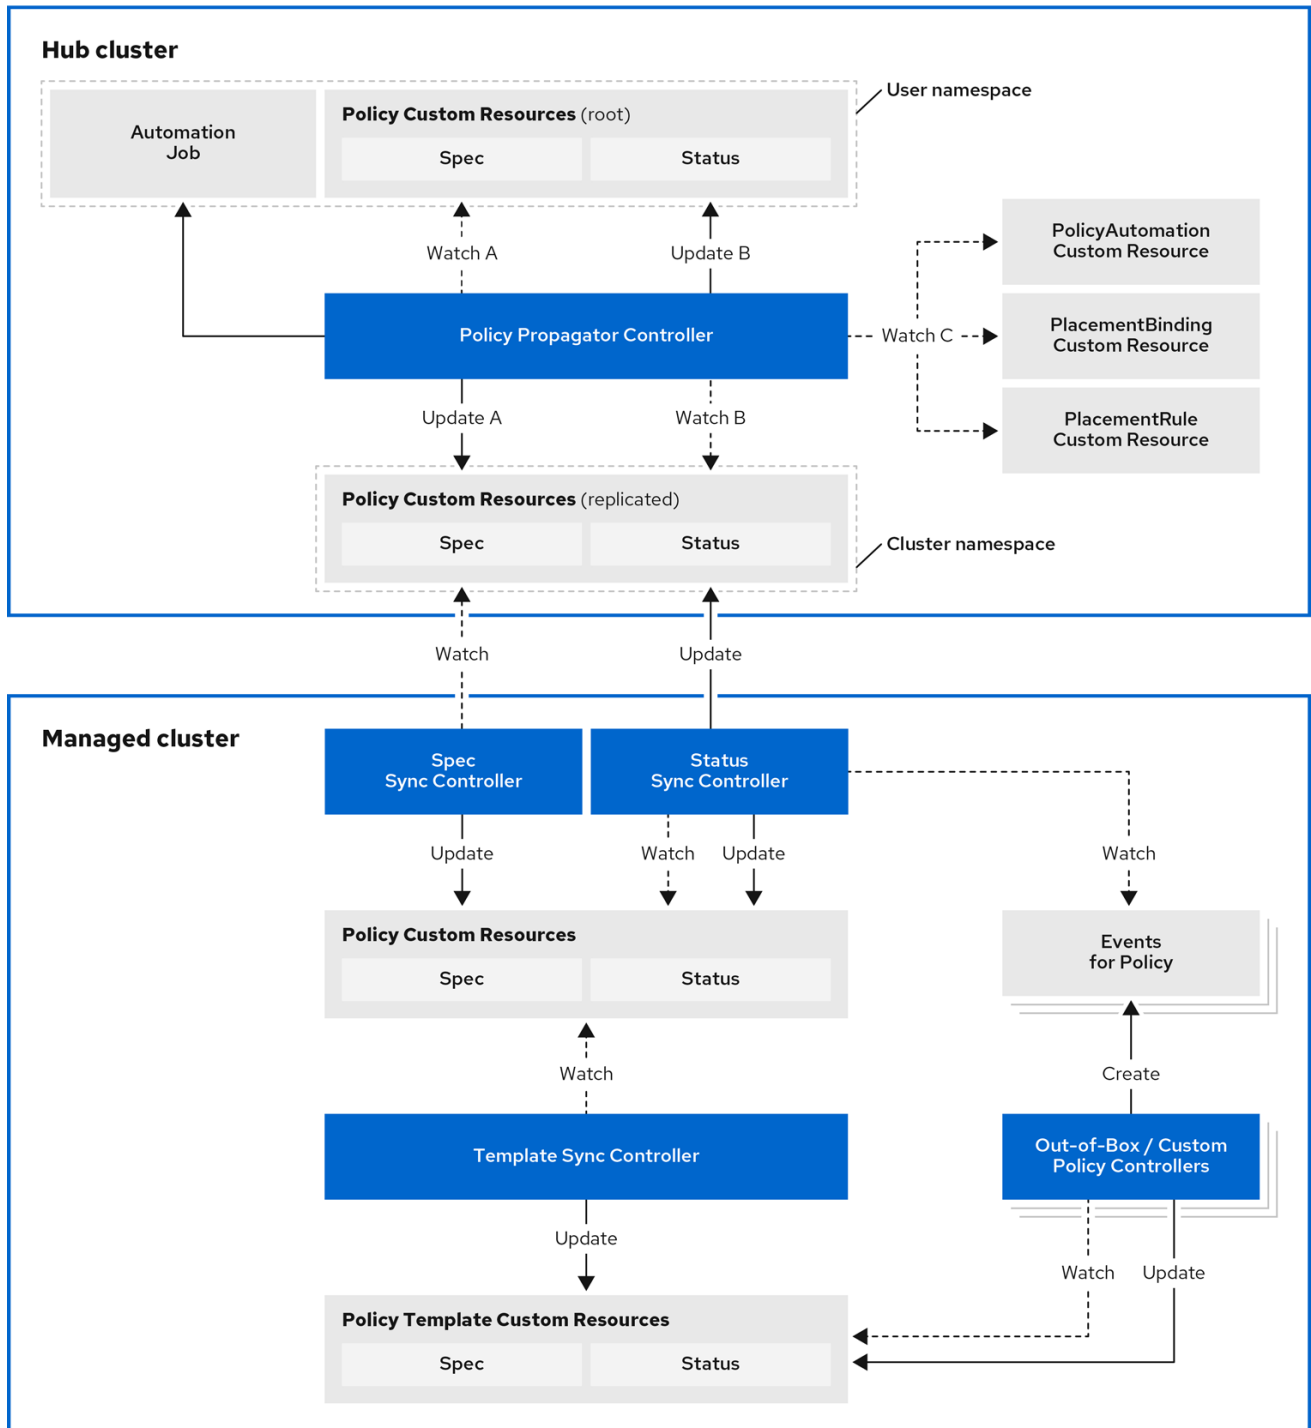 Hub cluster
User namespace
Automation
Job
Policy Custom Resources (root)
Spec
Status
Watch A
Update B
PolicyAutomation
Custom Resource
Policy Propagator Controller
Watch C
PlacementBinding
Custom Resource
Update A
Watch B
PlacementRule
Custom Resource
Policy Custom Resources (replicated)
Spec
Status
Cluster namespace
Watch
Update
Managed cluster
Spec
Sync Controller
Status
Sync Controller
Update
Watch
Update
Watch
Policy Custom Resources
Spec
Status
Events
for Policy
Watch
Create
Template Sync Controller
Out-of-Box / Custom
Policy Controllers
Update
Watch
Update
Policy Template Custom Resources
Spec
Status